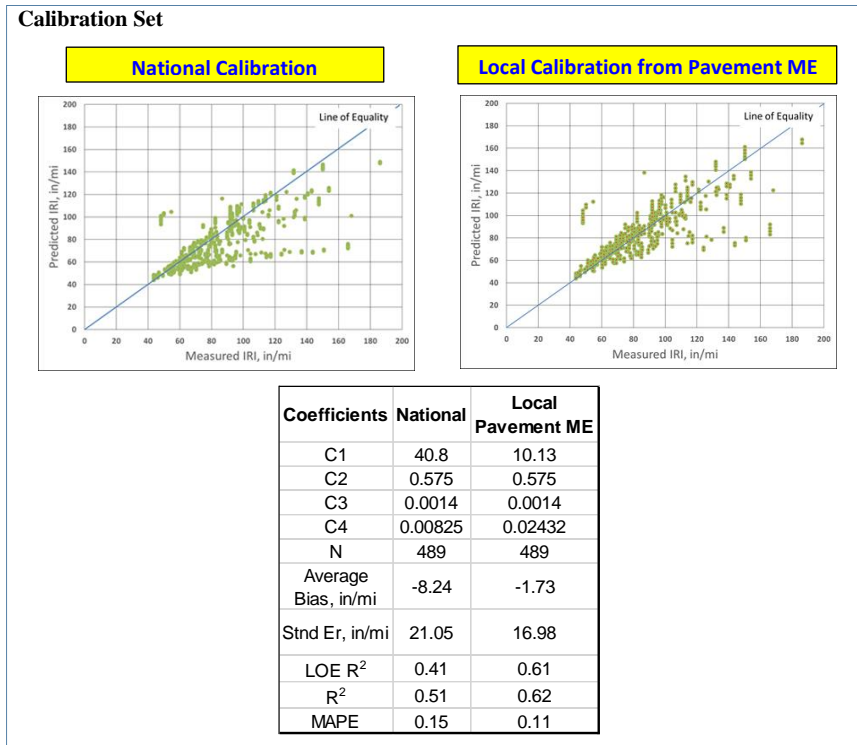 Calibration Set
National Calibration
Local Calibration from Pavement ME
200
180
160
140
120
100
80
60
40
20
0
Predicted IRI, in/mi
Line of Equality
0 20 40 60 80 100 120 140 160 180 200
Measured IRI, in/mi
200
180
160
140
120
100
80
60
40
20
0
Predicted IRI, in/mi
Line of Equality
0 20 40 60 80 100 120 140 160 180 200
Measured IRI, in/mi
Coefficients National Local Pavement ME
C1 40.8 10.13
C2 0.575 0.575
C3 0.0014 0.0014
C4 0.00825 0.02432
N 489 489
Average Bias, in/mi -8.24 -1.73
Stnd Er, in/mi 21.05 16.98
LOE R² 0.41 0.61
R² 0.51 0.62
MAPE 0.15 0.11